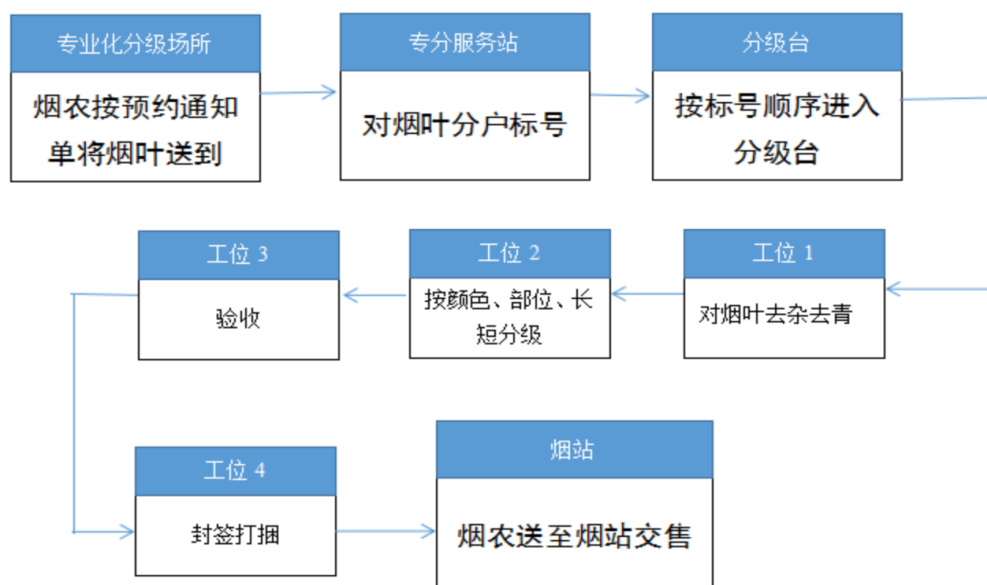 专业化分级场所
烟农按预约通知
单将烟叶送到
专分服务站
对烟叶分户标号
分级台
按标号顺序进入
分级台
工位 1
对烟叶去杂去青
工位 2
按颜色、部位、长
短分级
工位 3
验收
工位 4
封签打捆
烟站
烟农送至烟站交售